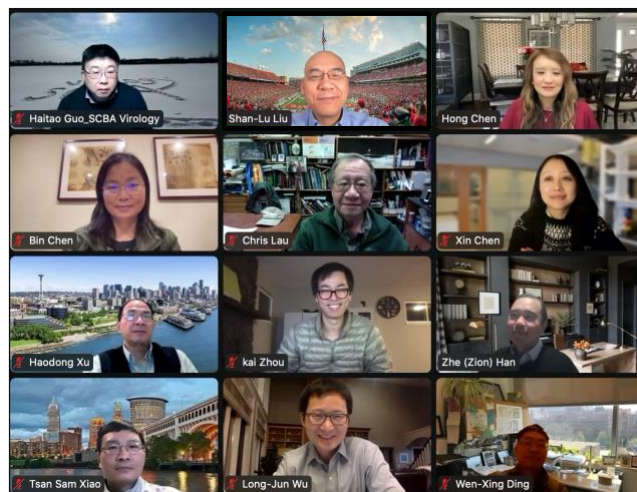 Haitao Guo_SCBA Virology
Shan-Lu Liu
Hong Chen
Bin Chen
Chris Lau
Xin Chen
Haodong Xu
kai Zhou
Zhe (Zion) Han
Tsan Sam Xiao
Long-Jun Wu
Wen-Xing Ding